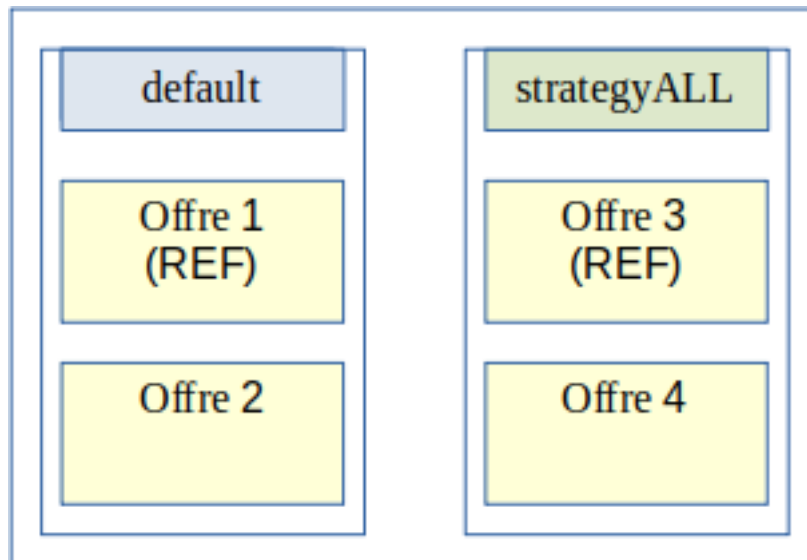 default
Offre 1
(REF)
Offre 2
strategyALL
Offre 3
(REF)
Offre 4